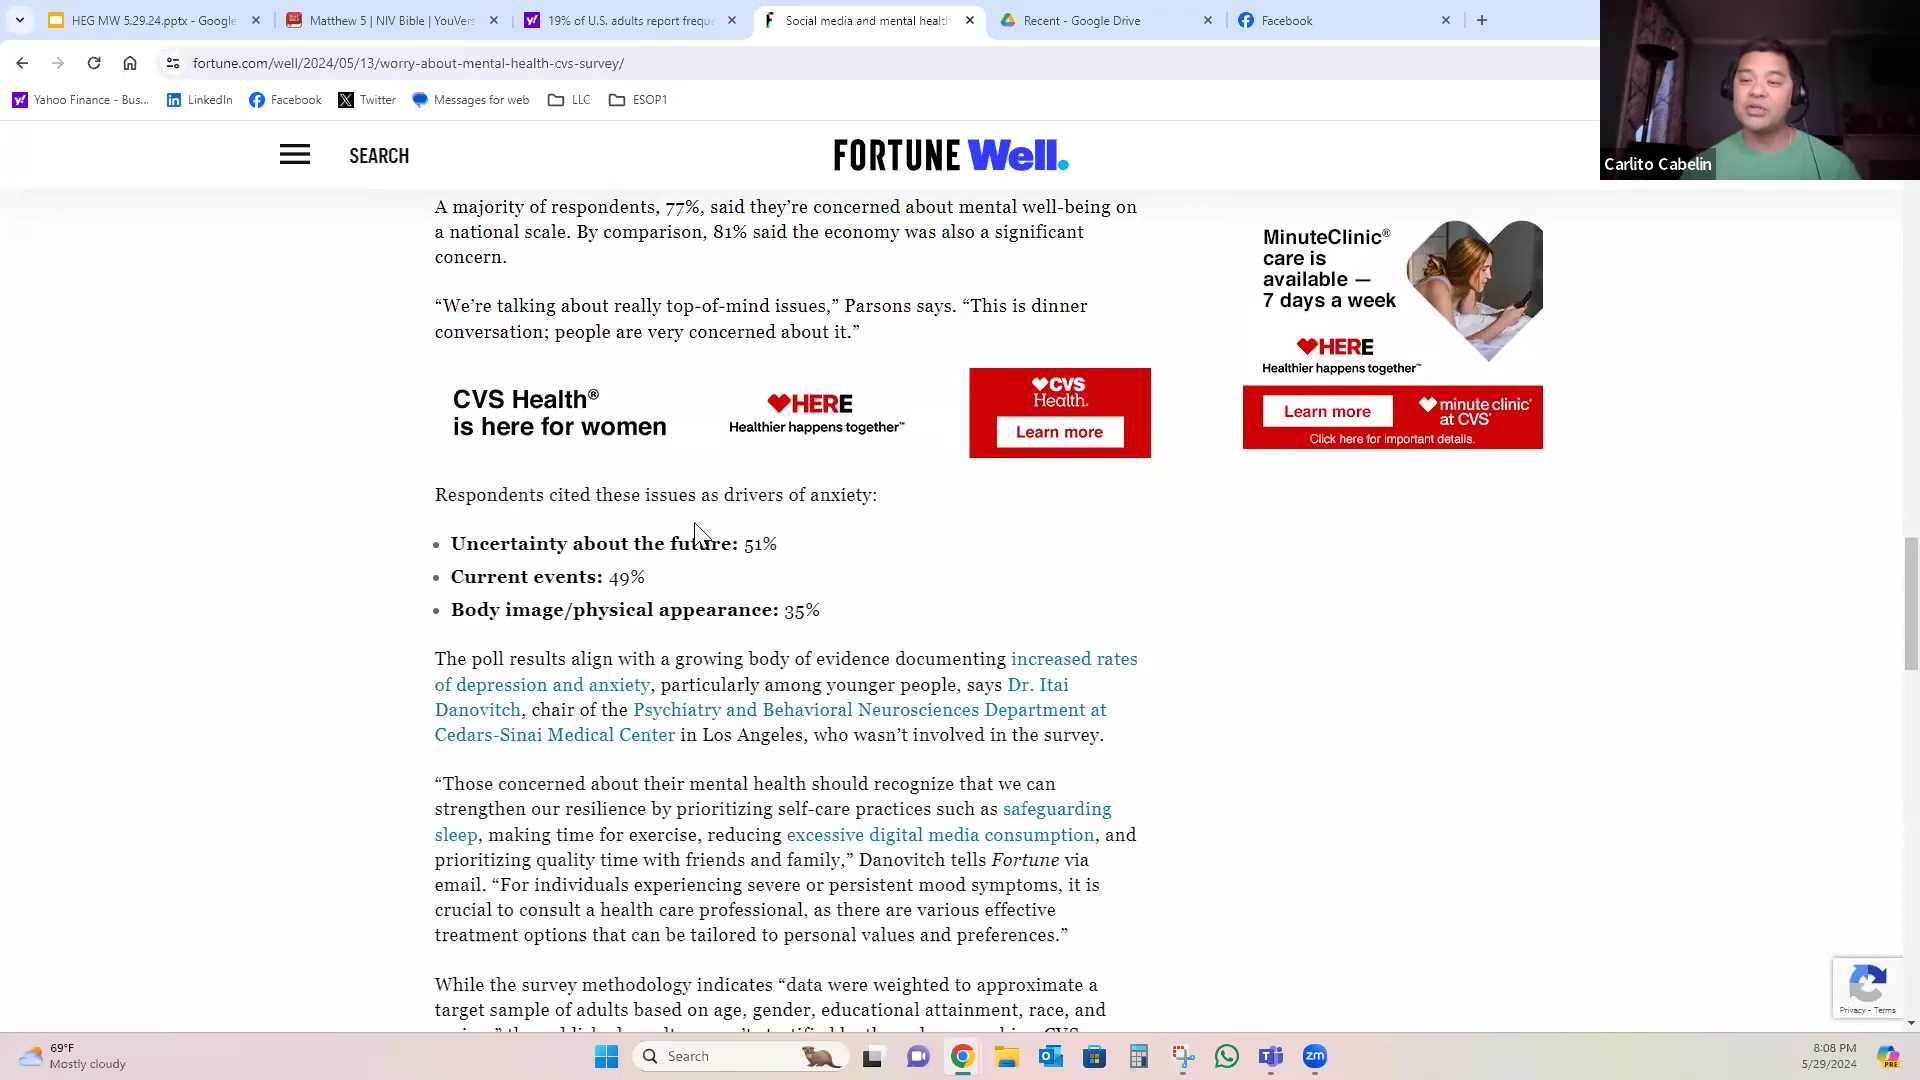 HEG MW 5.29.24.pptx - Google
Matthew 5 | NIV Bible | YouVers
19% of U.S. adults report freque
Social media and mental health
Recent - Google Drive
Facebook
fortune.com/well/2024/05/13/worry-about-mental-health-cvs-survey/
Yahoo Finance - Bus...
LinkedIn
Facebook
Twitter
Messages for web
LLC
ESOP1
Carlito Cabelin
SEARCH
FORTUNE Well.
A majority of respondents, 77%, said they’re concerned about mental well-being on
a national scale. By comparison, 81% said the economy was also a significant
concern.
“We’re talking about really top-of-mind issues,” Parsons says. “This is dinner
conversation; people are very concerned about it.”
MinuteClinic®
care is
available —
7 days a week
HERE
Healthier happens together™
Learn more
minute clinic®
at CVS®
Click here for important details.
CVS Health®
is here for women
HERE
Healthier happens together™
CVS
Health.
Learn more
Respondents cited these issues as drivers of anxiety:
• Uncertainty about the future: 51%
• Current events: 49%
• Body image/physical appearance: 35%
The poll results align with a growing body of evidence documenting increased rates
of depression and anxiety, particularly among younger people, says Dr. Itai
Danovitch, chair of the Psychiatry and Behavioral Neurosciences Department at
Cedars-Sinai Medical Center in Los Angeles, who wasn’t involved in the survey.
“Those concerned about their mental health should recognize that we can
strengthen our resilience by prioritizing self-care practices such as safeguarding
sleep, making time for exercise, reducing excessive digital media consumption, and
prioritizing quality time with friends and family,” Danovitch tells Fortune via
email. “For individuals experiencing severe or persistent mood symptoms, it is
crucial to consult a health care professional, as there are various effective
treatment options that can be tailored to personal values and preferences.”
While the survey methodology indicates “data were weighted to approximate a
target sample of adults based on age, gender, educational attainment, race, and
Privacy - Terms
69°F
Mostly cloudy
Search
zm
8:08 PM
5/29/2024
PRE